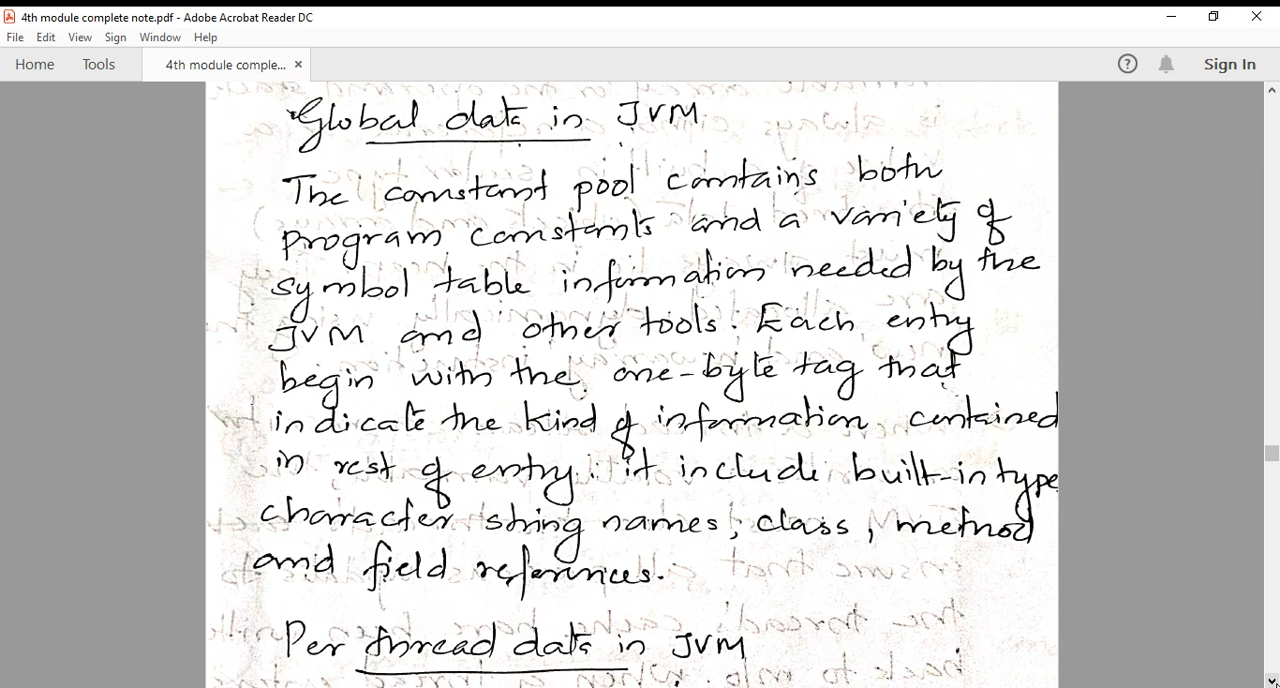 4th module complete note.pdf - Adobe Acrobat Reader DC
File Edit View Sign Window Help
Home Tools 4th module comple... × Sign In
Global data in JVM
The constant pool contains both
program constants and a variety of
symbol table information needed by the
JVM and other tools. Each entry
begin with the one-byte tag that
indicate the kind of information contained
in rest of entry. it include built-in type
character string names, class, method
and field references.
Per thread data in JVM